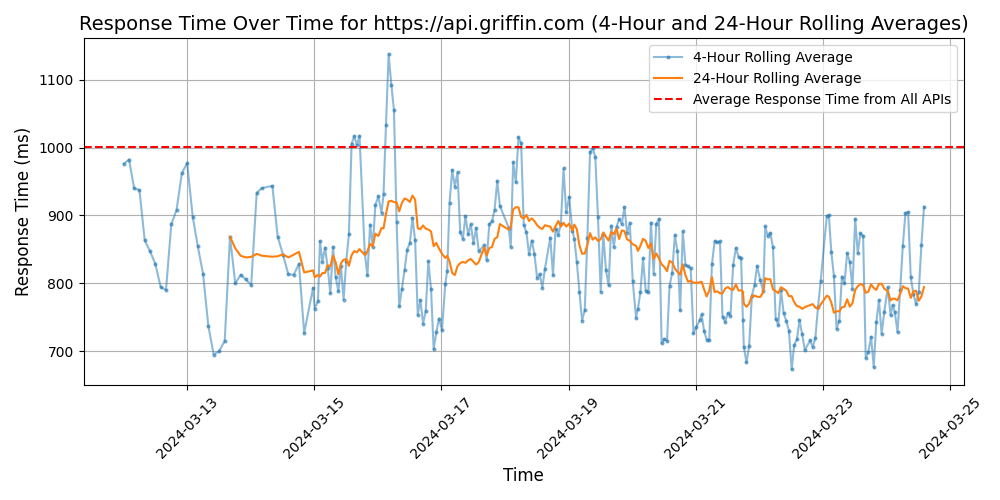 Response Time Over Time for https://api.griffin.com (4-Hour and 24-Hour Rolling Averages)
4-Hour Rolling Average
24-Hour Rolling Average
Average Response Time from All APIs
Response Time (ms)
1100
1000
900
800
700
2024-03-13
2024-03-15
2024-03-17
2024-03-19
2024-03-21
2024-03-23
2024-03-25
Time